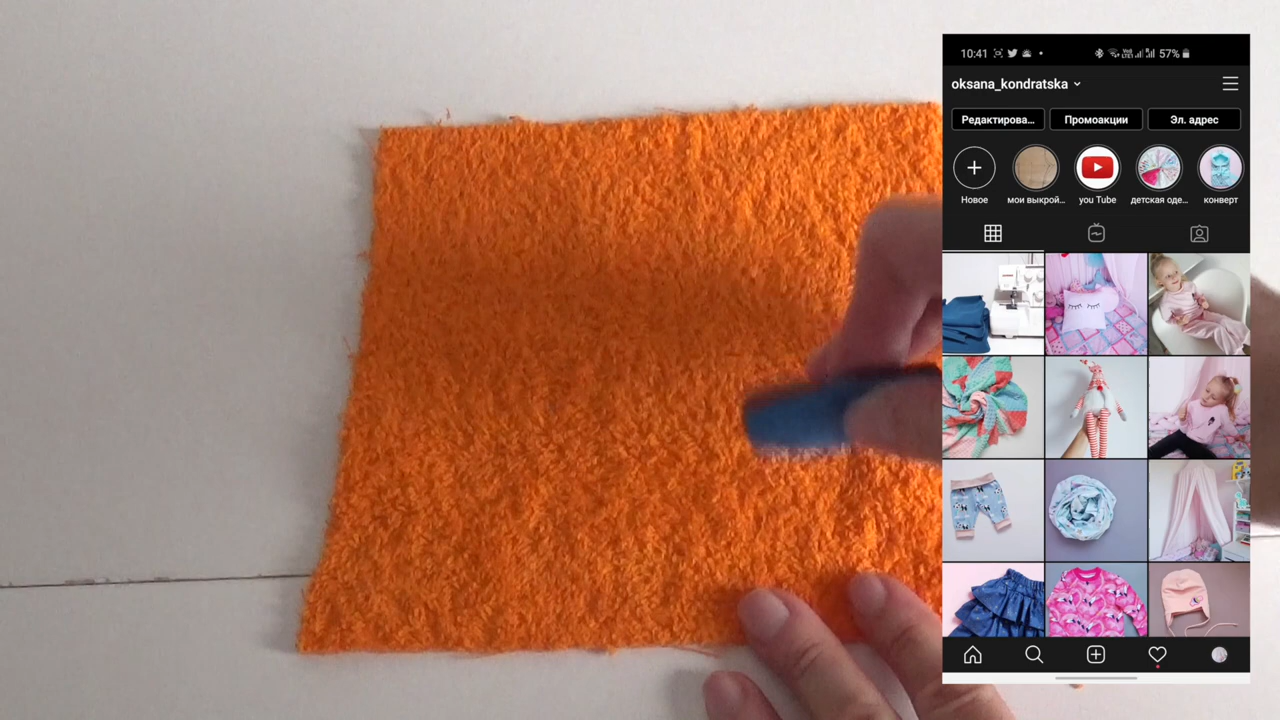 10:41
57%
oksana_kondratska
Редактирова...
Промоакции
Эл. адрес
Новое
мои выкрой...
you Tube
детская оде...
конверт